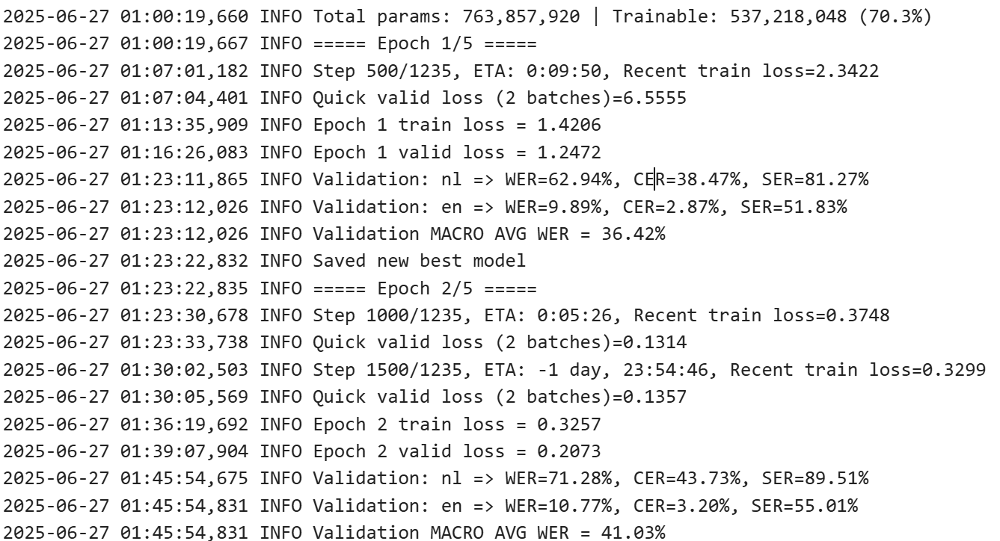 2025-06-27 01:00:19,660 INFO Total params: 763,857,920 | Trainable: 537,218,048 (70.3%)
2025-06-27 01:00:19,667 INFO ===== Epoch 1/5 =====
2025-06-27 01:07:01,182 INFO Step 500/1235, ETA: 0:09:50, Recent train loss=2.3422
2025-06-27 01:07:04,401 INFO Quick valid loss (2 batches)=6.5555
2025-06-27 01:13:35,909 INFO Epoch 1 train loss = 1.4206
2025-06-27 01:16:26,083 INFO Epoch 1 valid loss = 1.2472
2025-06-27 01:23:11,865 INFO Validation: nl => WER=62.94%, CER=38.47%, SER=81.27%
2025-06-27 01:23:12,026 INFO Validation: en => WER=9.89%, CER=2.87%, SER=51.83%
2025-06-27 01:23:12,026 INFO Validation MACRO AVG WER = 36.42%
2025-06-27 01:23:22,832 INFO Saved new best model
2025-06-27 01:23:22,835 INFO ===== Epoch 2/5 =====
2025-06-27 01:23:30,678 INFO Step 1000/1235, ETA: 0:05:26, Recent train loss=0.3748
2025-06-27 01:23:33,738 INFO Quick valid loss (2 batches)=0.1314
2025-06-27 01:30:02,503 INFO Step 1500/1235, ETA: -1 day, 23:54:46, Recent train loss=0.3299
2025-06-27 01:30:05,569 INFO Quick valid loss (2 batches)=0.1357
2025-06-27 01:36:19,692 INFO Epoch 2 train loss = 0.3257
2025-06-27 01:39:07,904 INFO Epoch 2 valid loss = 0.2073
2025-06-27 01:45:54,675 INFO Validation: nl => WER=71.28%, CER=43.73%, SER=89.51%
2025-06-27 01:45:54,831 INFO Validation: en => WER=10.77%, CER=3.20%, SER=55.01%
2025-06-27 01:45:54,831 INFO Validation MACRO AVG WER = 41.03%